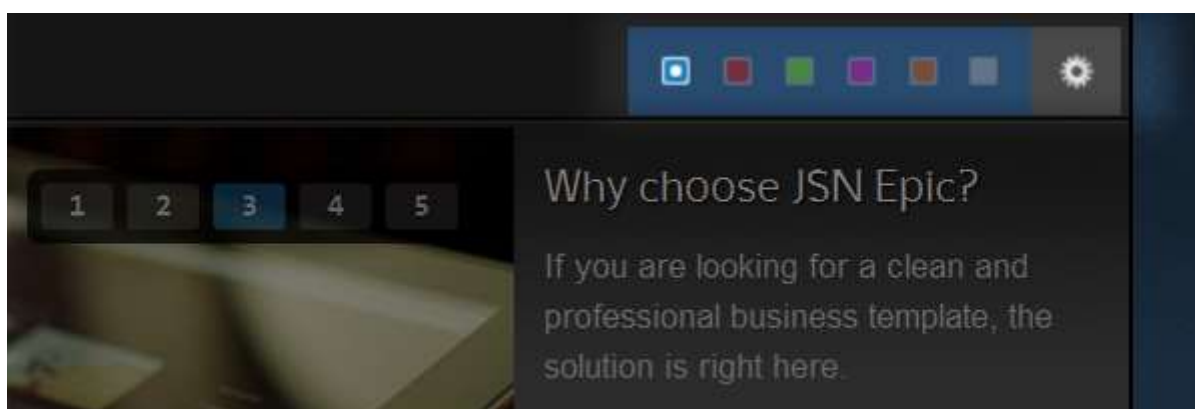 1 2 3 4 5
Why choose JSN Epic?
If you are looking for a clean and
professional business template, the
solution is right here.